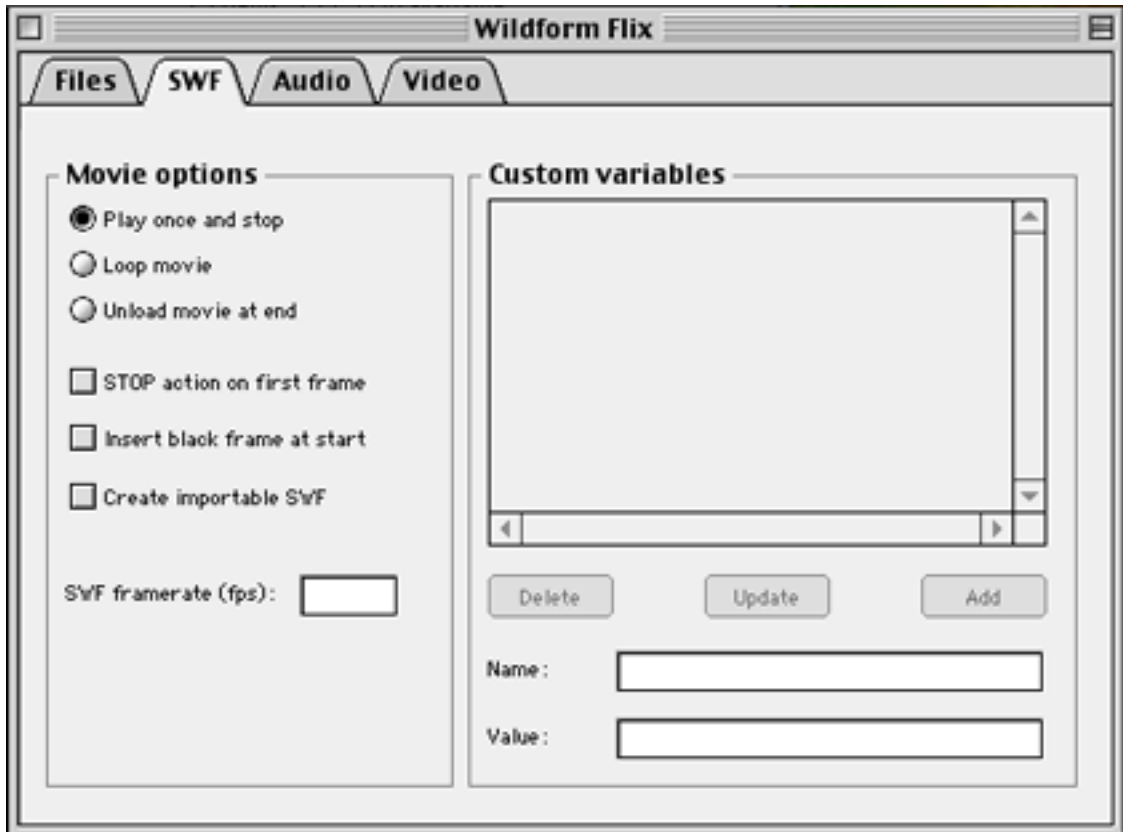 Wildform Flix
Files SWF Audio Video
Movie options
Play once and stop
Loop movie
Unload movie at end
STOP action on first frame
Insert black frame at start
Create importable SWF
SWF framerate (fps):
Custom variables
Delete Update Add
Name:
Value: